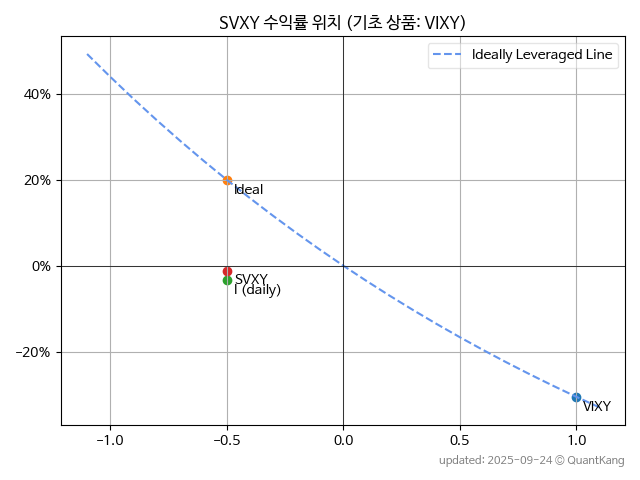 SVXY 수익률 위치 (기초 상품: VIXY)
Ideally Leveraged Line
40%
20%
0%
−20%
Ideal
SVXY
l (daily)
VIXY
−1.0 −0.5 0.0 0.5 1.0
updated: 2025-09-24 © QuantKang